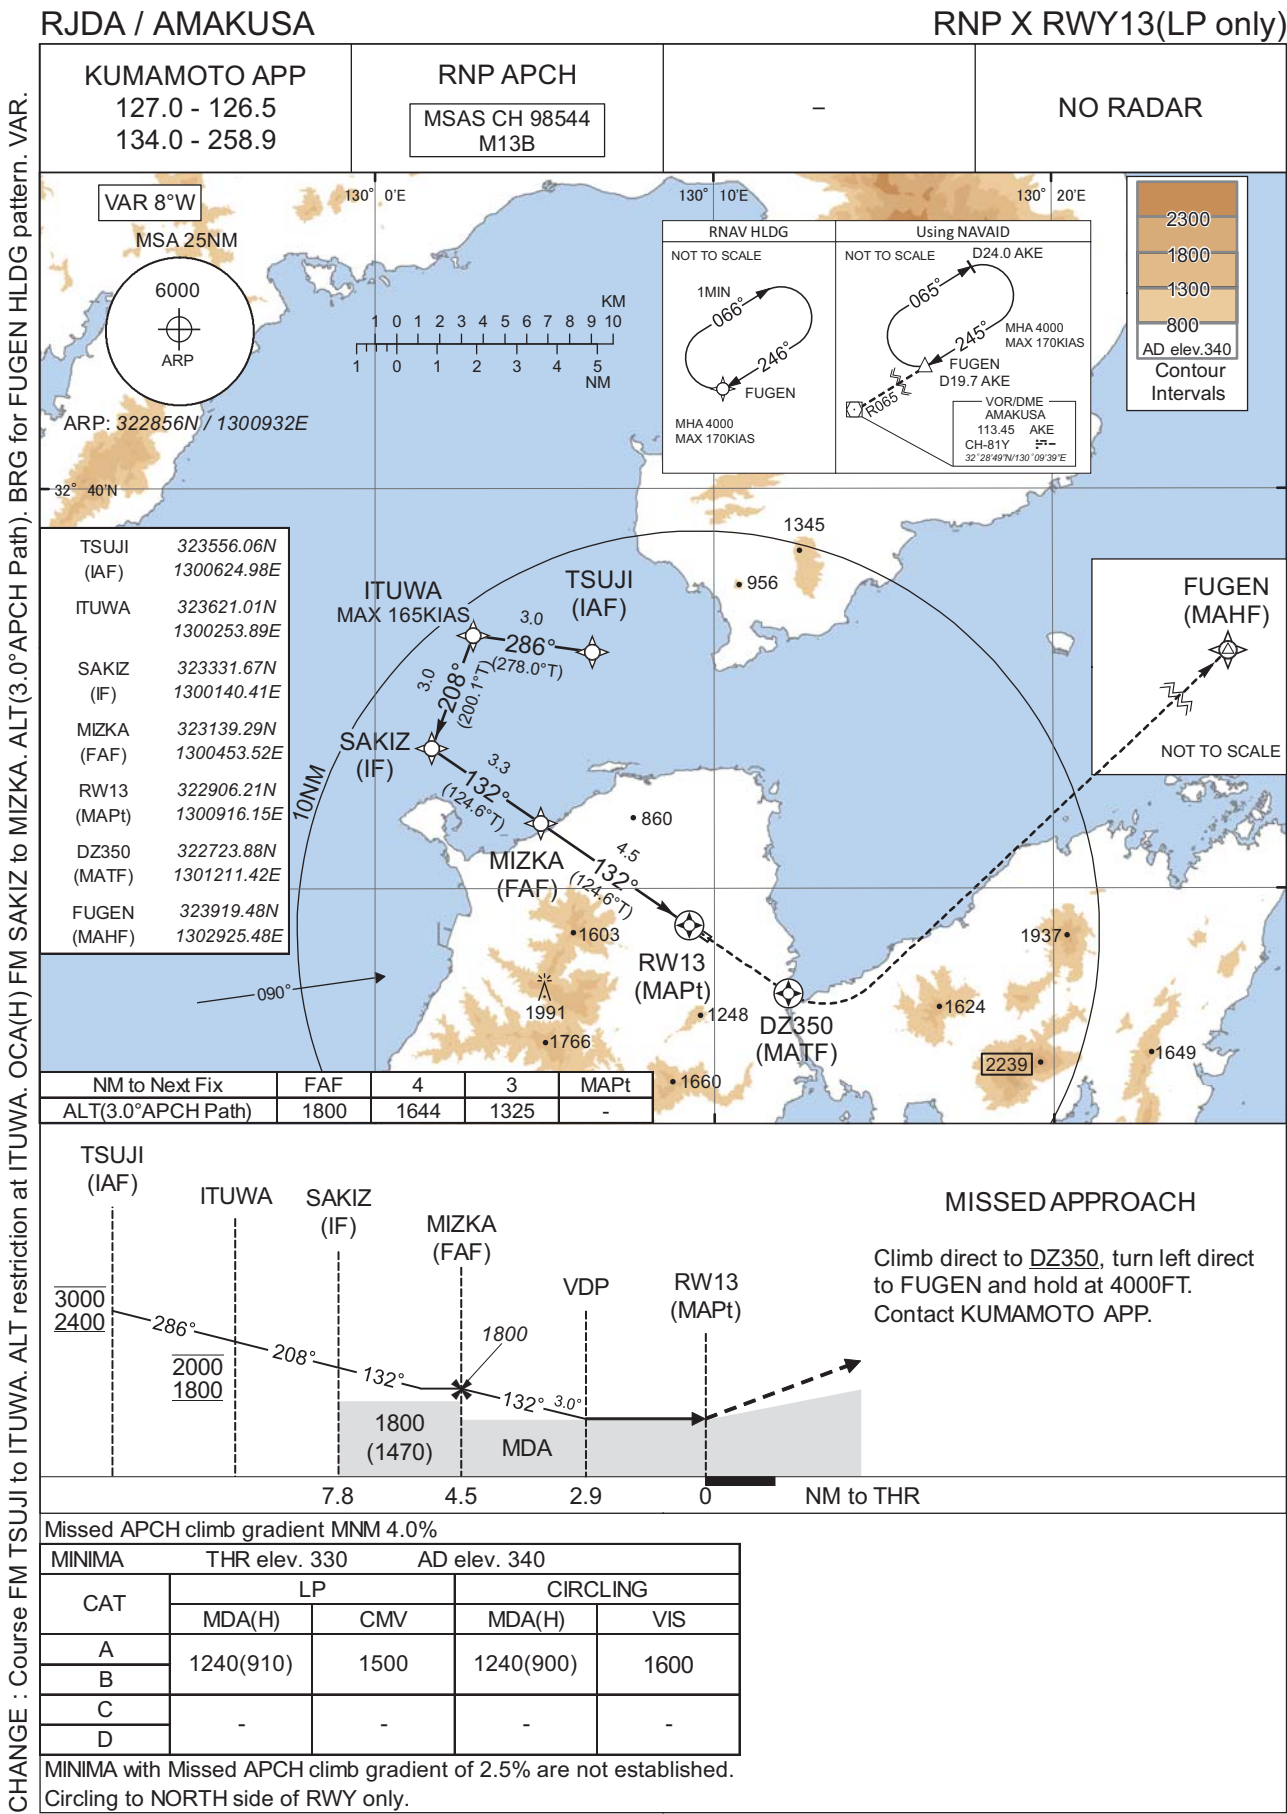 RJDA / AMAKUSA
RNP X RWY13(LP only)
KUMAMOTO APP
127.0 - 126.5
134.0 - 258.9
RNP APCH
MSAS CH 98544
M13B
–
NO RADAR
CHANGE : Course FM TSUJI to ITUWA. ALT restriction at ITUWA. OCA(H) FM SAKIZ to MIZKA. ALT(3.0°APCH Path). BRG for FUGEN HLDG pattern. VAR.
VAR 8°W
MSA 25NM
6000
ARP
ARP: 322856N / 1300932E
130° 0'E
130° 10'E
130° 20'E
32° 40'N
KM
1 0 1 2 3 4 5 6 7 8 9 10
1 0 1 2 3 4 5
NM
RNAV HLDG
NOT TO SCALE
1MIN
066°
246°
FUGEN
MHA 4000
MAX 170KIAS
Using NAVAID
NOT TO SCALE
D24.0 AKE
065°
245°
MHA 4000
MAX 170KIAS
FUGEN
D19.7 AKE
R065
VOR/DME
AMAKUSA
113.45 AKE
CH-81Y
32°28'49"N/130°09'39"E
2300
1800
1300
800
AD elev.340
Contour
Intervals
TSUJI 323556.06N
(IAF) 1300624.98E
ITUWA 323621.01N
1300253.89E
SAKIZ 323331.67N
(IF) 1300140.41E
MIZKA 323139.29N
(FAF) 1300453.52E
RW13 322906.21N
(MAPt) 1300916.15E
DZ350 322723.88N
(MATF) 1301211.42E
FUGEN 323919.48N
(MAHF) 1302925.48E
ITUWA
MAX 165KIAS
TSUJI
(IAF)
3.0
286°
(278.0°T)
3.0
208°
(200.1°T)
SAKIZ
(IF)
3.3
132°
(124.6°T)
MIZKA
(FAF)
4.5
132°
(124.6°T)
RW13
(MAPt)
DZ350
(MATF)
FUGEN
(MAHF)
NOT TO SCALE
10NM
090°
1345
956
860
1603
1991
1766
1248
1660
1937
1624
2239
1649
NM to Next Fix FAF 4 3 MAPt
ALT(3.0°APCH Path) 1800 1644 1325 -
TSUJI
(IAF)
ITUWA
SAKIZ
(IF)
MIZKA
(FAF)
VDP
RW13
(MAPt)
3000
2400
286°
2000
1800
208°
132°
1800
132° 3.0°
1800
(1470)
MDA
7.8 4.5 2.9 0 NM to THR
MISSED APPROACH
Climb direct to DZ350, turn left direct
to FUGEN and hold at 4000FT.
Contact KUMAMOTO APP.
Missed APCH climb gradient MNM 4.0%
MINIMA THR elev. 330 AD elev. 340
CAT LP CIRCLING
MDA(H) CMV MDA(H) VIS
A
B
1240(910) 1500 1240(900) 1600
C
D
- - - -
MINIMA with Missed APCH climb gradient of 2.5% are not established.
Circling to NORTH side of RWY only.